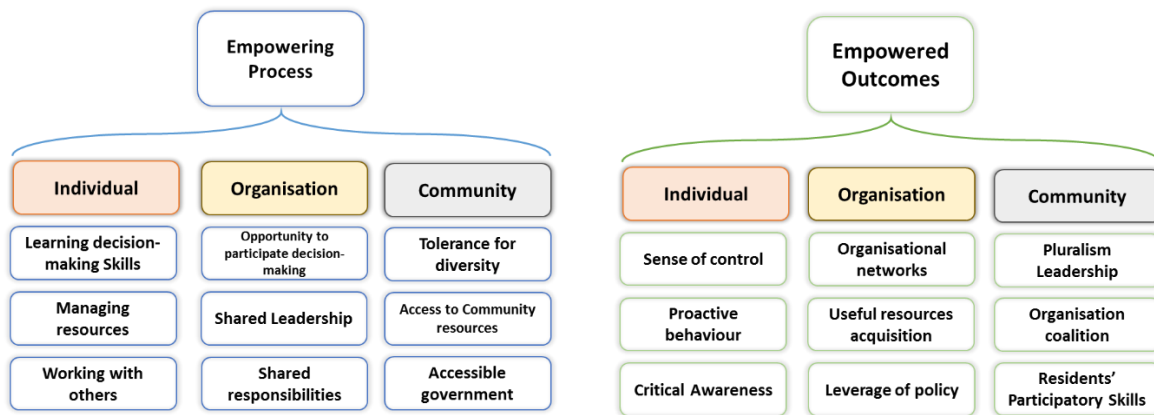 Empowering
Process
Individual
Organisation
Community
Learning decision-
making Skills
Opportunity to
participate decision-
making
Tolerance for
diversity
Managing
resources
Shared Leadership
Access to Community
resources
Working with
others
Shared
responsibilities
Accessible
government
Empowered
Outcomes
Individual
Organisation
Community
Sense of control
Organisational
networks
Pluralism
Leadership
Proactive
behaviour
Useful resources
acquisition
Organisation
coalition
Critical Awareness
Leverage of policy
Residents'
Participatory Skills